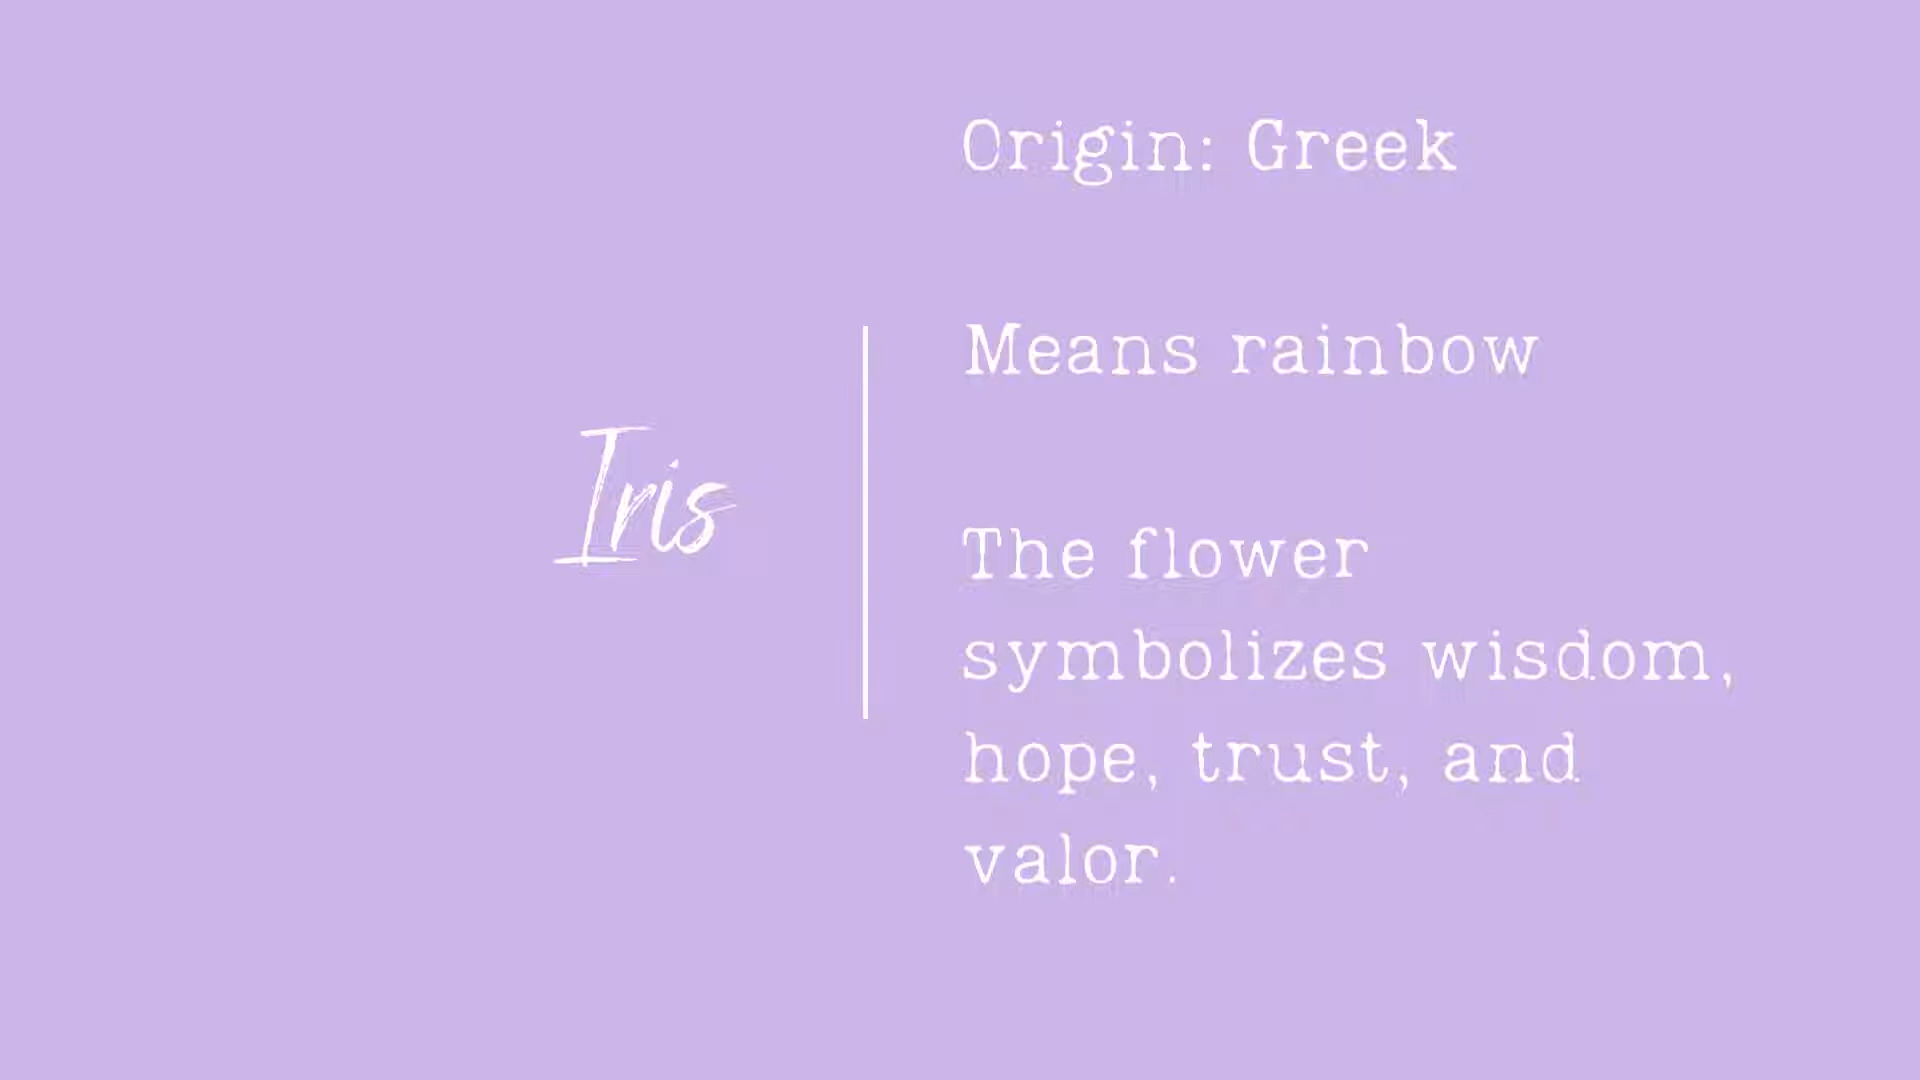 Iris
Origin: Greek
Means rainbow
The flower
symbolizes wisdom,
hope, trust, and
valor.